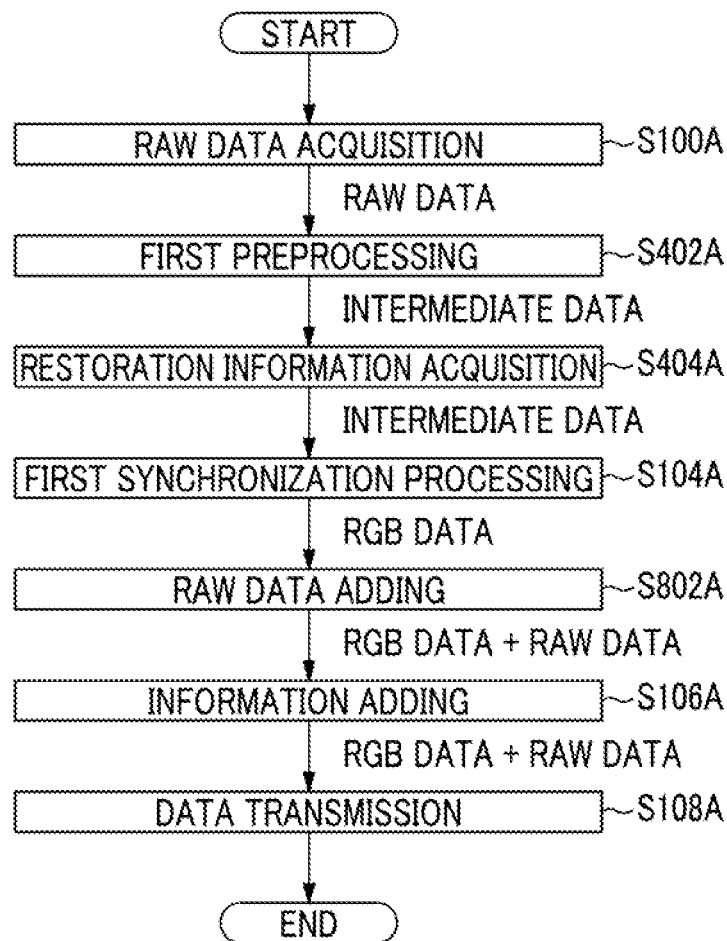 START
RAW DATA ACQUISITION
S100A
RAW DATA
FIRST PREPROCESSING
S402A
INTERMEDIATE DATA
RESTORATION INFORMATION ACQUISITION
S404A
INTERMEDIATE DATA
FIRST SYNCHRONIZATION PROCESSING
S104A
RGB DATA
RAW DATA ADDING
S802A
RGB DATA + RAW DATA
INFORMATION ADDING
S106A
RGB DATA + RAW DATA
DATA TRANSMISSION
S108A
END